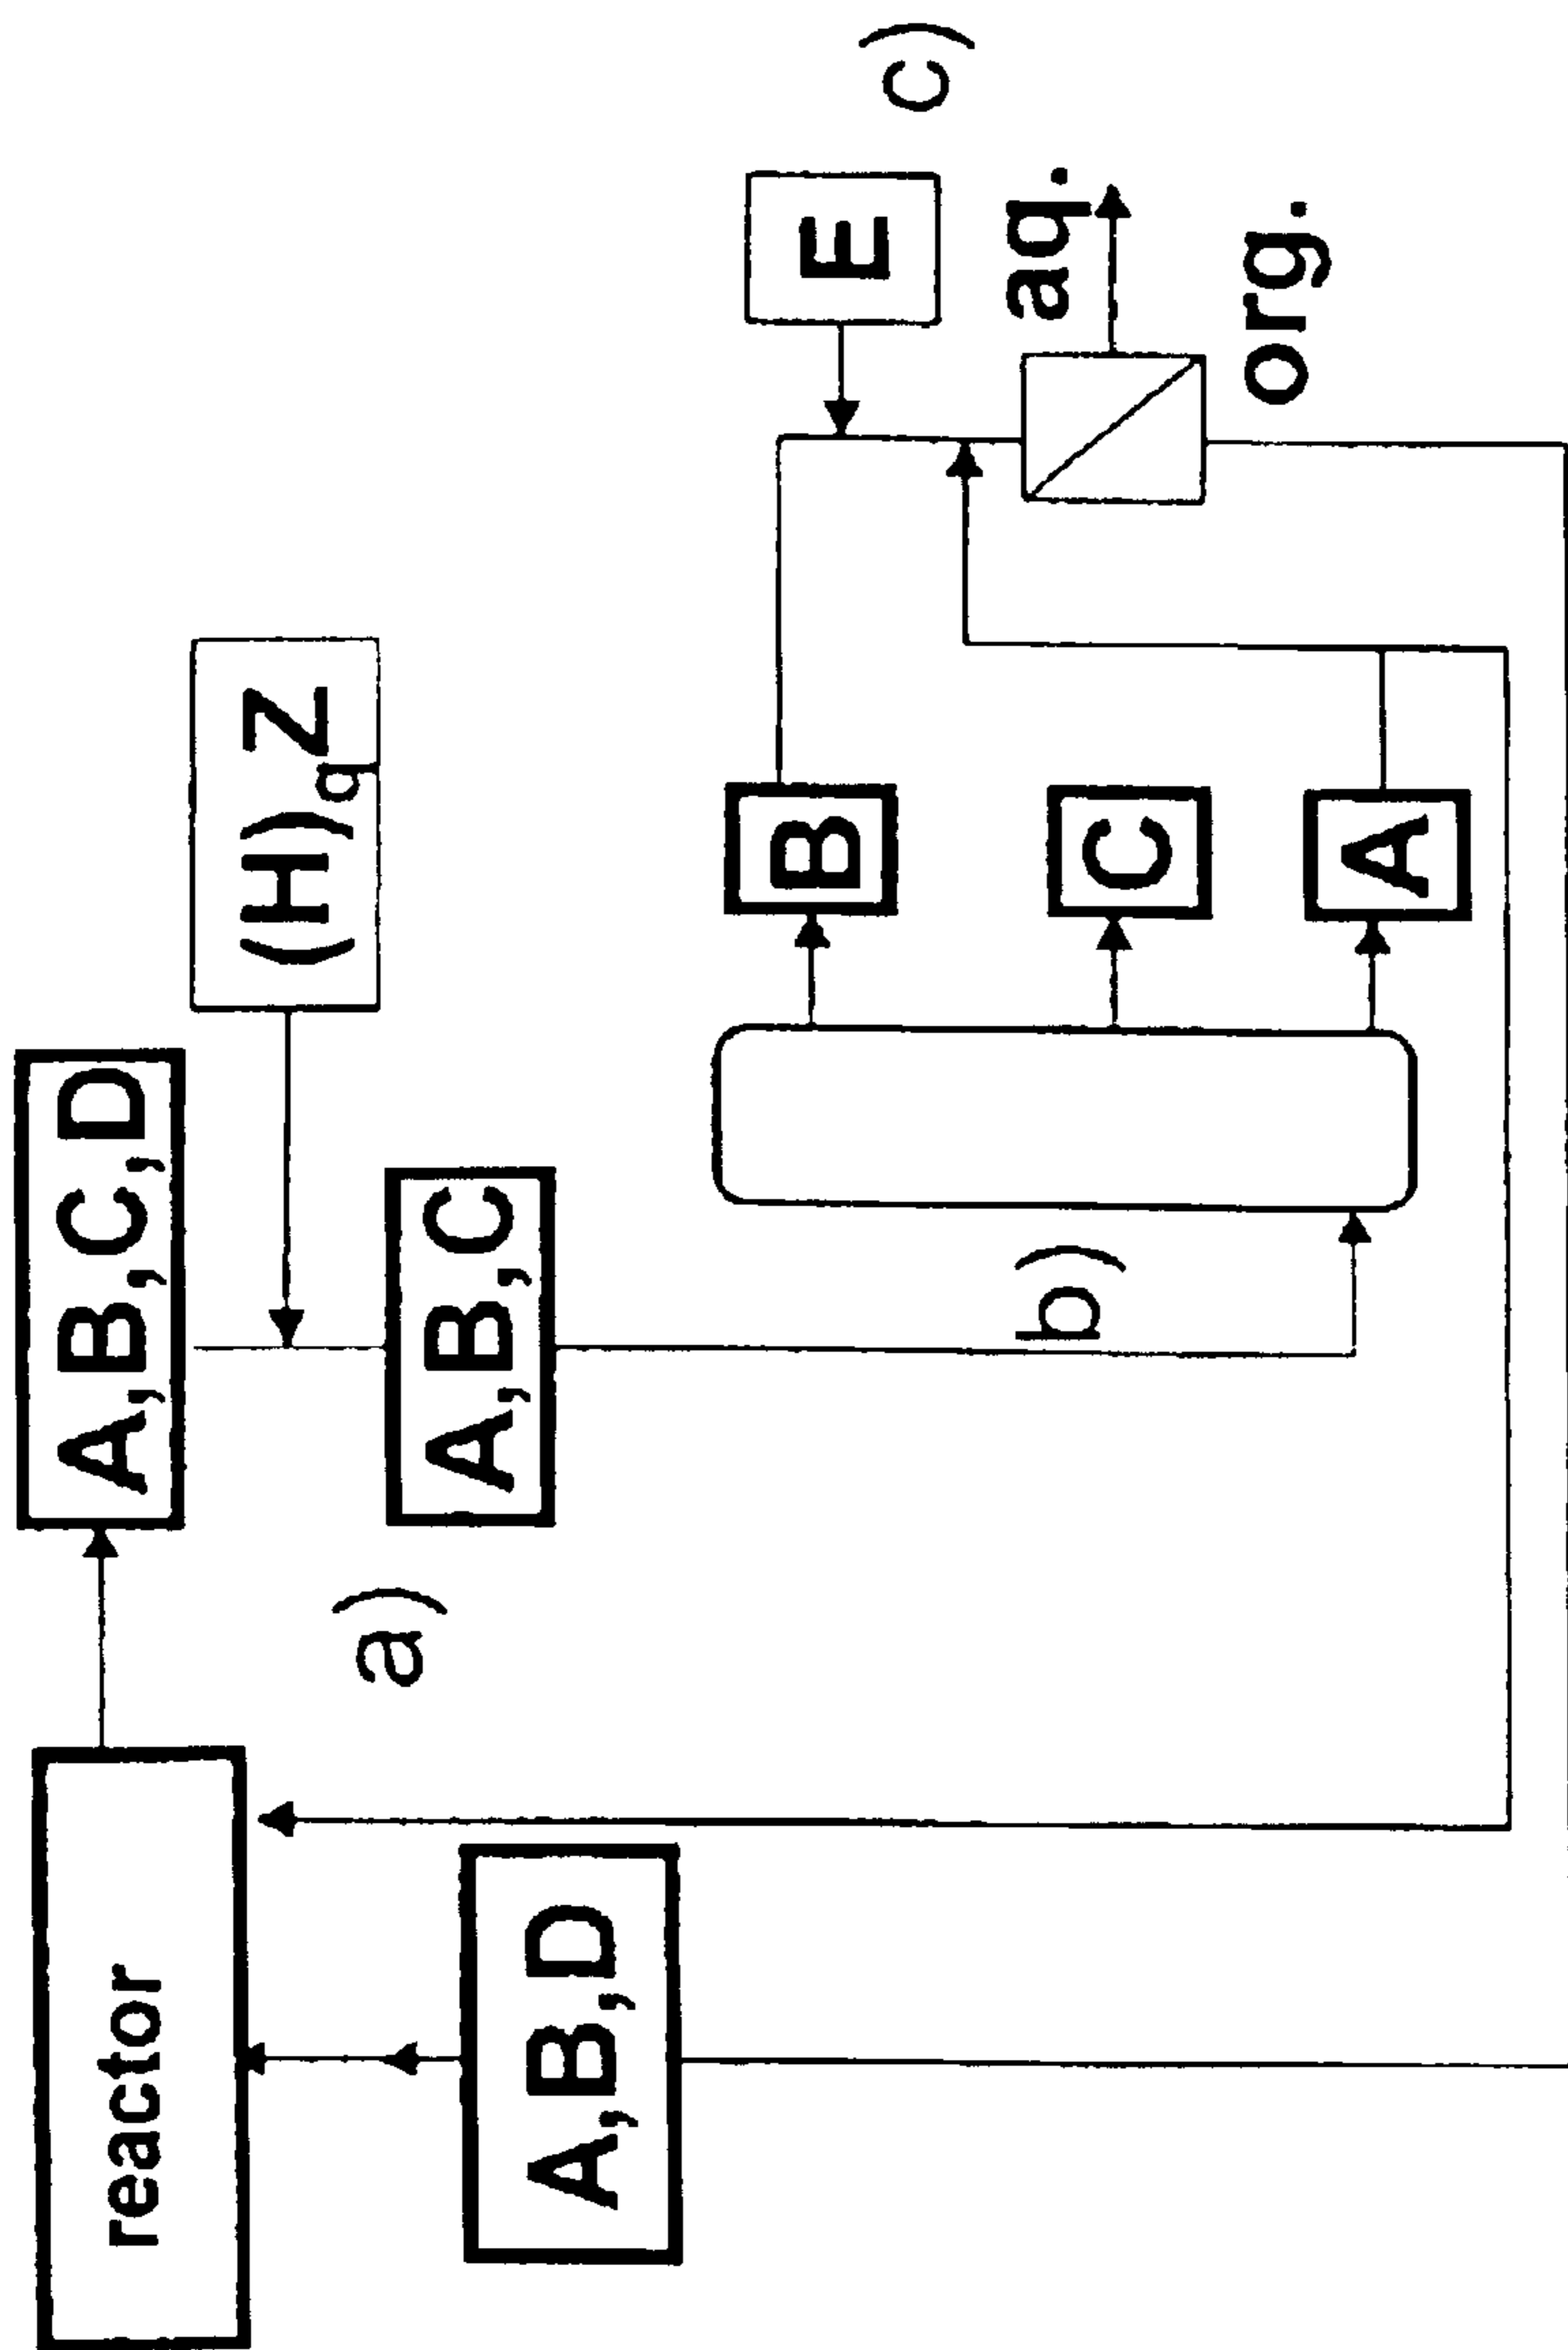 reactor
A,B,C,D
(H)qZ
a)
A,B,C
A,B,D
B
E
c)
b)
C
aq.
A
org.